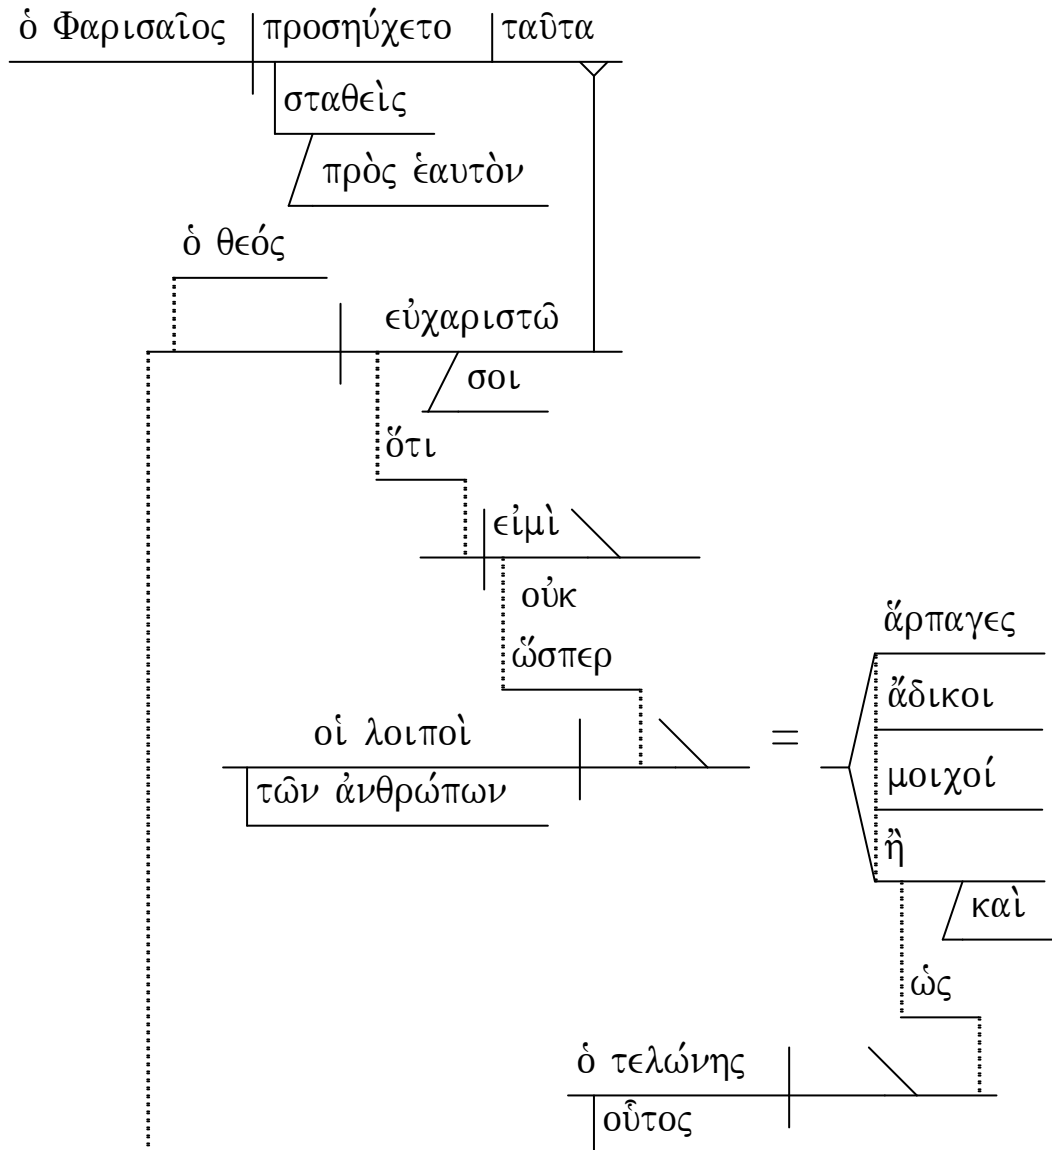 ὁ Φαρισαῖος προσηύχετο ταῦτα
σταθεὶς
πρὸς ἑαυτὸν
ὁ θεός
εὐχαριστῶ
σοι
ὅτι
εἰμὶ
οὐκ
ὥσπερ
οἱ λοιποὶ =
τῶν ἀνθρώπων
ἅρπαγες
ἄδικοι
μοιχοί
ἢ
καὶ
ὡς
ὁ τελώνης
οὗτος